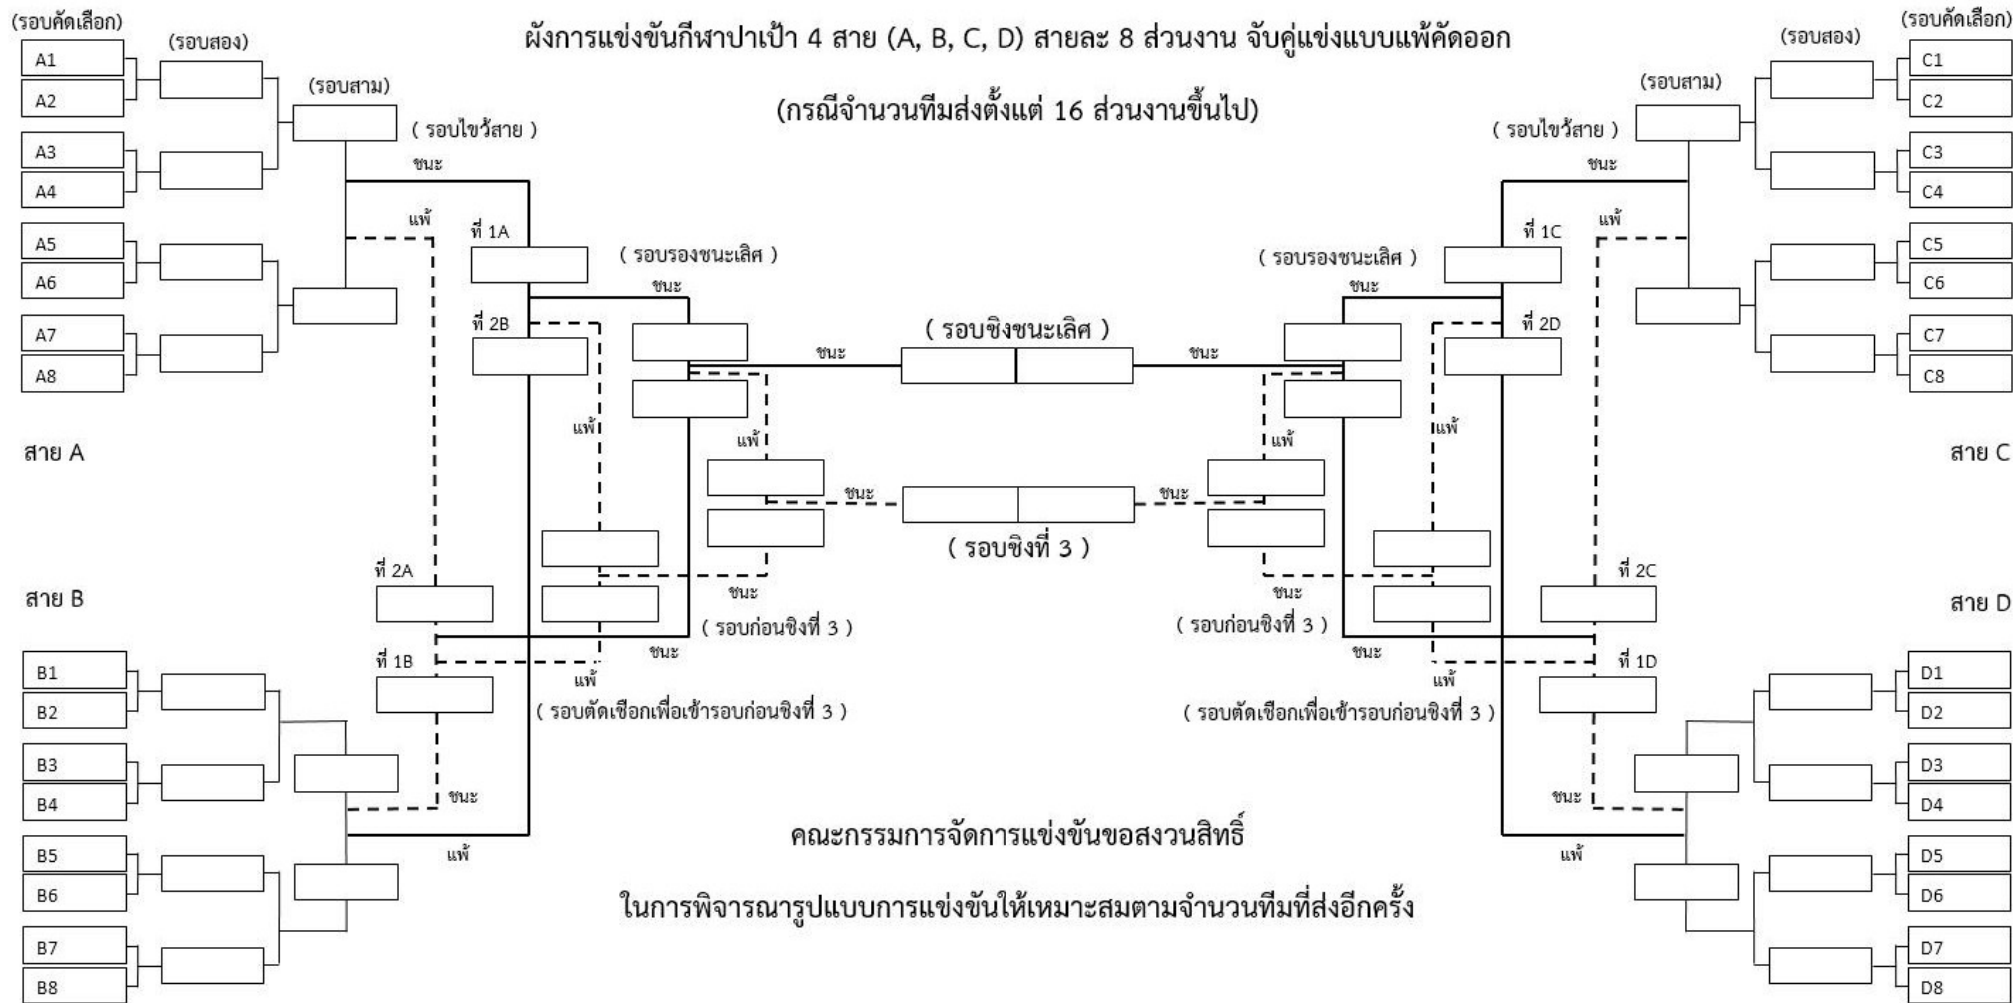 ผังการแข่งขันกีฬาปาเป้า 4 สาย (A, B, C, D) สายละ 8 ส่วนงาน จับคู่แข่งแบบแพ้คัดออก
(กรณีจำนวนทีมส่งตั้งแต่ 16 ส่วนงานขึ้นไป)
(รอบคัดเลือก)
(รอบสอง)
(รอบสาม)
( รอบไขว้สาย )
A1
A2
A3
A4
A5
A6
A7
A8
สาย A
ชนะ
แพ้
ที่ 1A
ที่ 2B
( รอบรองชนะเลิศ )
ชนะ
แพ้
ชนะ
แพ้
ชนะ
ที่ 2A
ที่ 1B
ชนะ
( รอบก่อนชิงที่ 3 )
ชนะ
แพ้
( รอบตัดเชือกเพื่อเข้ารอบก่อนชิงที่ 3 )
สาย B
B1
B2
B3
B4
B5
B6
B7
B8
ชนะ
แพ้
( รอบชิงชนะเลิศ )
( รอบชิงที่ 3 )
(รอบคัดเลือก)
(รอบสอง)
(รอบสาม)
( รอบไขว้สาย )
C1
C2
C3
C4
C5
C6
C7
C8
สาย C
ชนะ
แพ้
ที่ 1C
ที่ 2D
( รอบรองชนะเลิศ )
ชนะ
ชนะ
แพ้
แพ้
ชนะ
ที่ 2C
ที่ 1D
ชนะ
( รอบก่อนชิงที่ 3 )
ชนะ
แพ้
( รอบตัดเชือกเพื่อเข้ารอบก่อนชิงที่ 3 )
สาย D
D1
D2
D3
D4
D5
D6
D7
D8
ชนะ
แพ้
คณะกรรมการจัดการแข่งขันขอสงวนสิทธิ์
ในการพิจารณารูปแบบการแข่งขันให้เหมาะสมตามจำนวนทีมที่ส่งอีกครั้ง